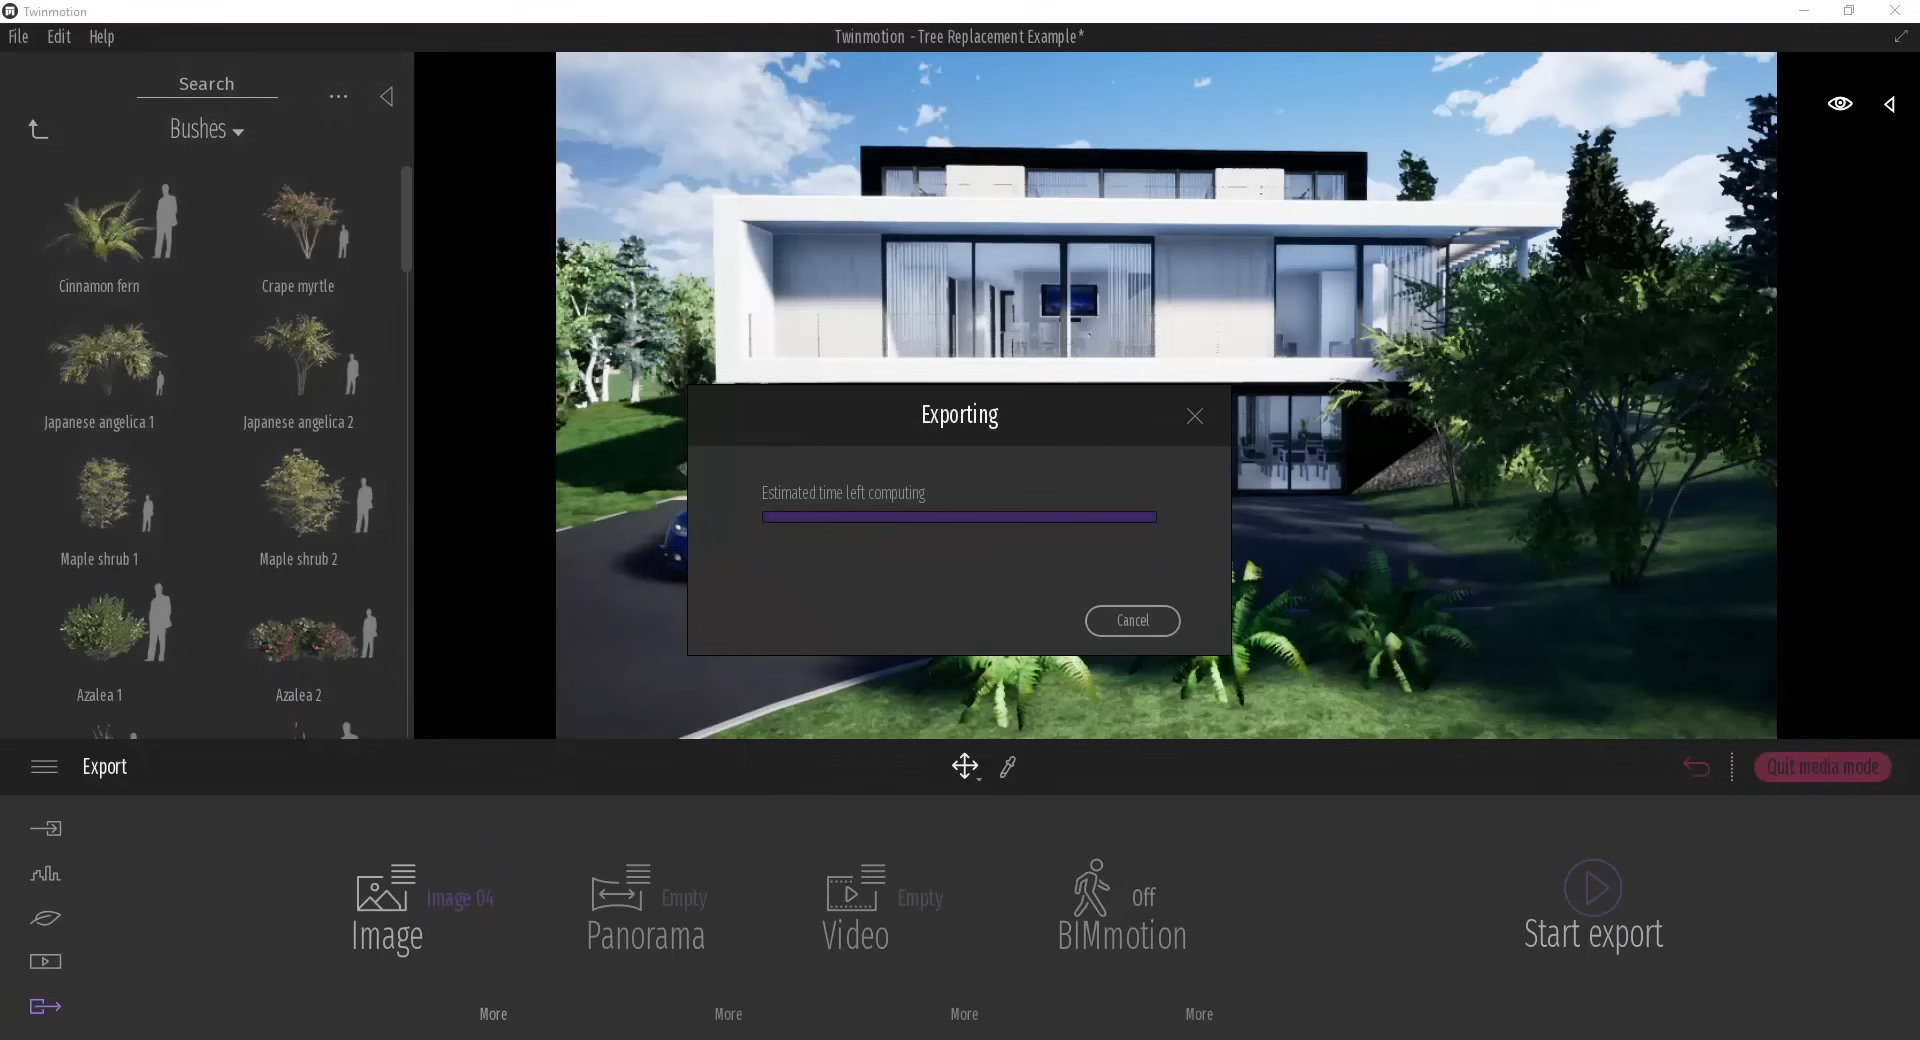 Twinmotion
File Edit Help
Twinmotion - Tree Replacement Example*
Search
...
Bushes
Cinnamon fern
Crape myrtle
Japanese angelica 1
Japanese angelica 2
Maple shrub 1
Maple shrub 2
Azalea 1
Azalea 2
Exporting
Estimated time left computing
Cancel
Export
Quit media mode
Image 04
Image
More
Empty
Panorama
More
Empty
Video
More
Off
BIMmotion
More
Start export